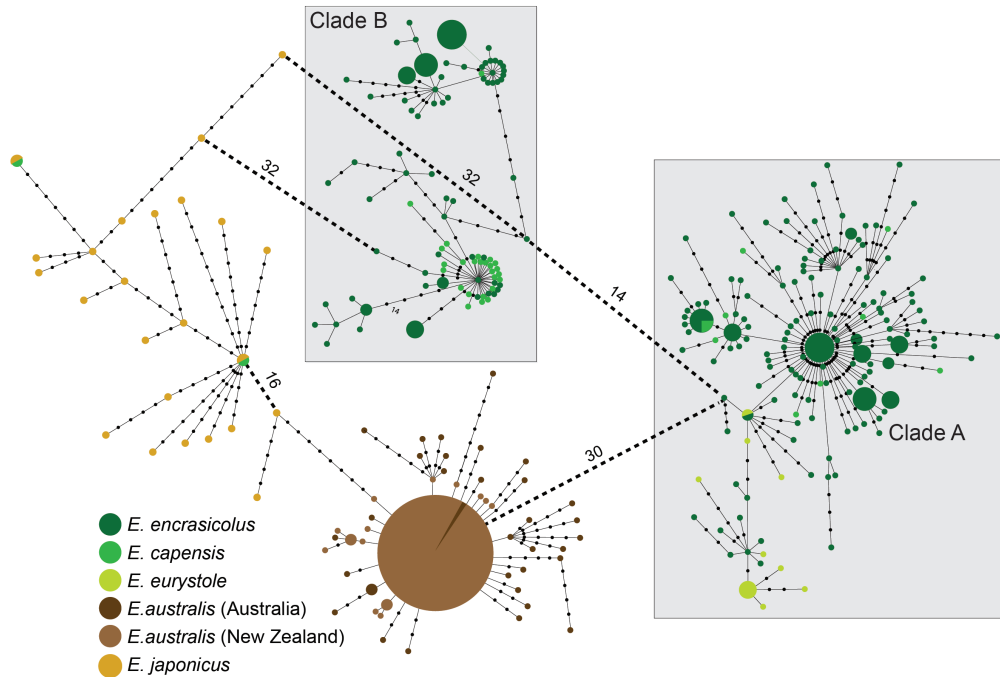 Clade B
32
32
14
14
Clade A
16
30
E. encrasicolus
E. capensis
E. eurystole
E.australis (Australia)
E.australis (New Zealand)
E. japonicus